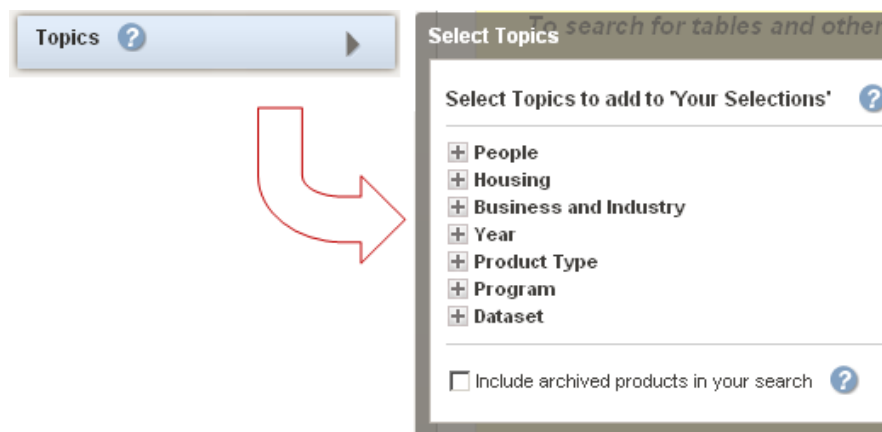 Topics ?
To search for tables and other
Select Topics
Select Topics to add to 'Your Selections' ?
People
Housing
Business and Industry
Year
Product Type
Program
Dataset
Include archived products in your search ?